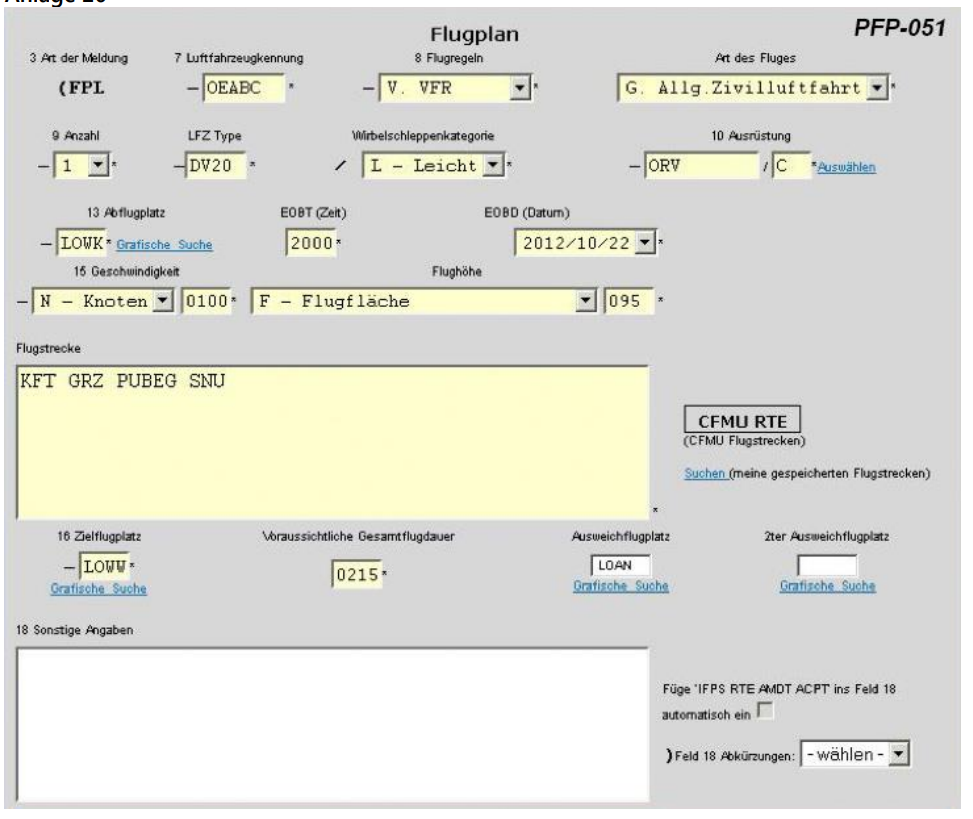 Anlage 20
Flugplan
PFP-051
3 Art der Meldung 7 Luftfahrzeugkennung 8 Flugregeln Art des Fluges
(FPL – OEABC * – V. VFR * G. Allg.Zivilluftfahrt *
9 Anzahl LFZ Type Wirbelschleppenkategorie 10 Ausrüstung
– 1 * – DV20 * / L – Leicht * – ORV / C * Auswählen
13 Abflugplatz EOBT (Zeit) EOBD (Datum)
– LOWK * Grafische Suche 2000 * 2012/10/22 *
15 Geschwindigkeit Flughöhe
– N – Knoten 0100 * F – Flugfläche 095 *
Flugstrecke
KFT GRZ PUBEG SNU
*
CFMU RTE
(CFMU Flugstrecken)
Suchen (meine gespeicherten Flugstrecken)
16 Zielflugplatz Voraussichtliche Gesamtflugdauer Ausweichflugplatz 2ter Ausweichflugplatz
– LOWW * 0215 * LOAN
Grafische Suche Grafische Suche Grafische Suche
18 Sonstige Angaben
Füge 'IFPS RTE AMDT ACPT' ins Feld 18
automatisch ein
) Feld 18 Abkürzungen: - wählen -